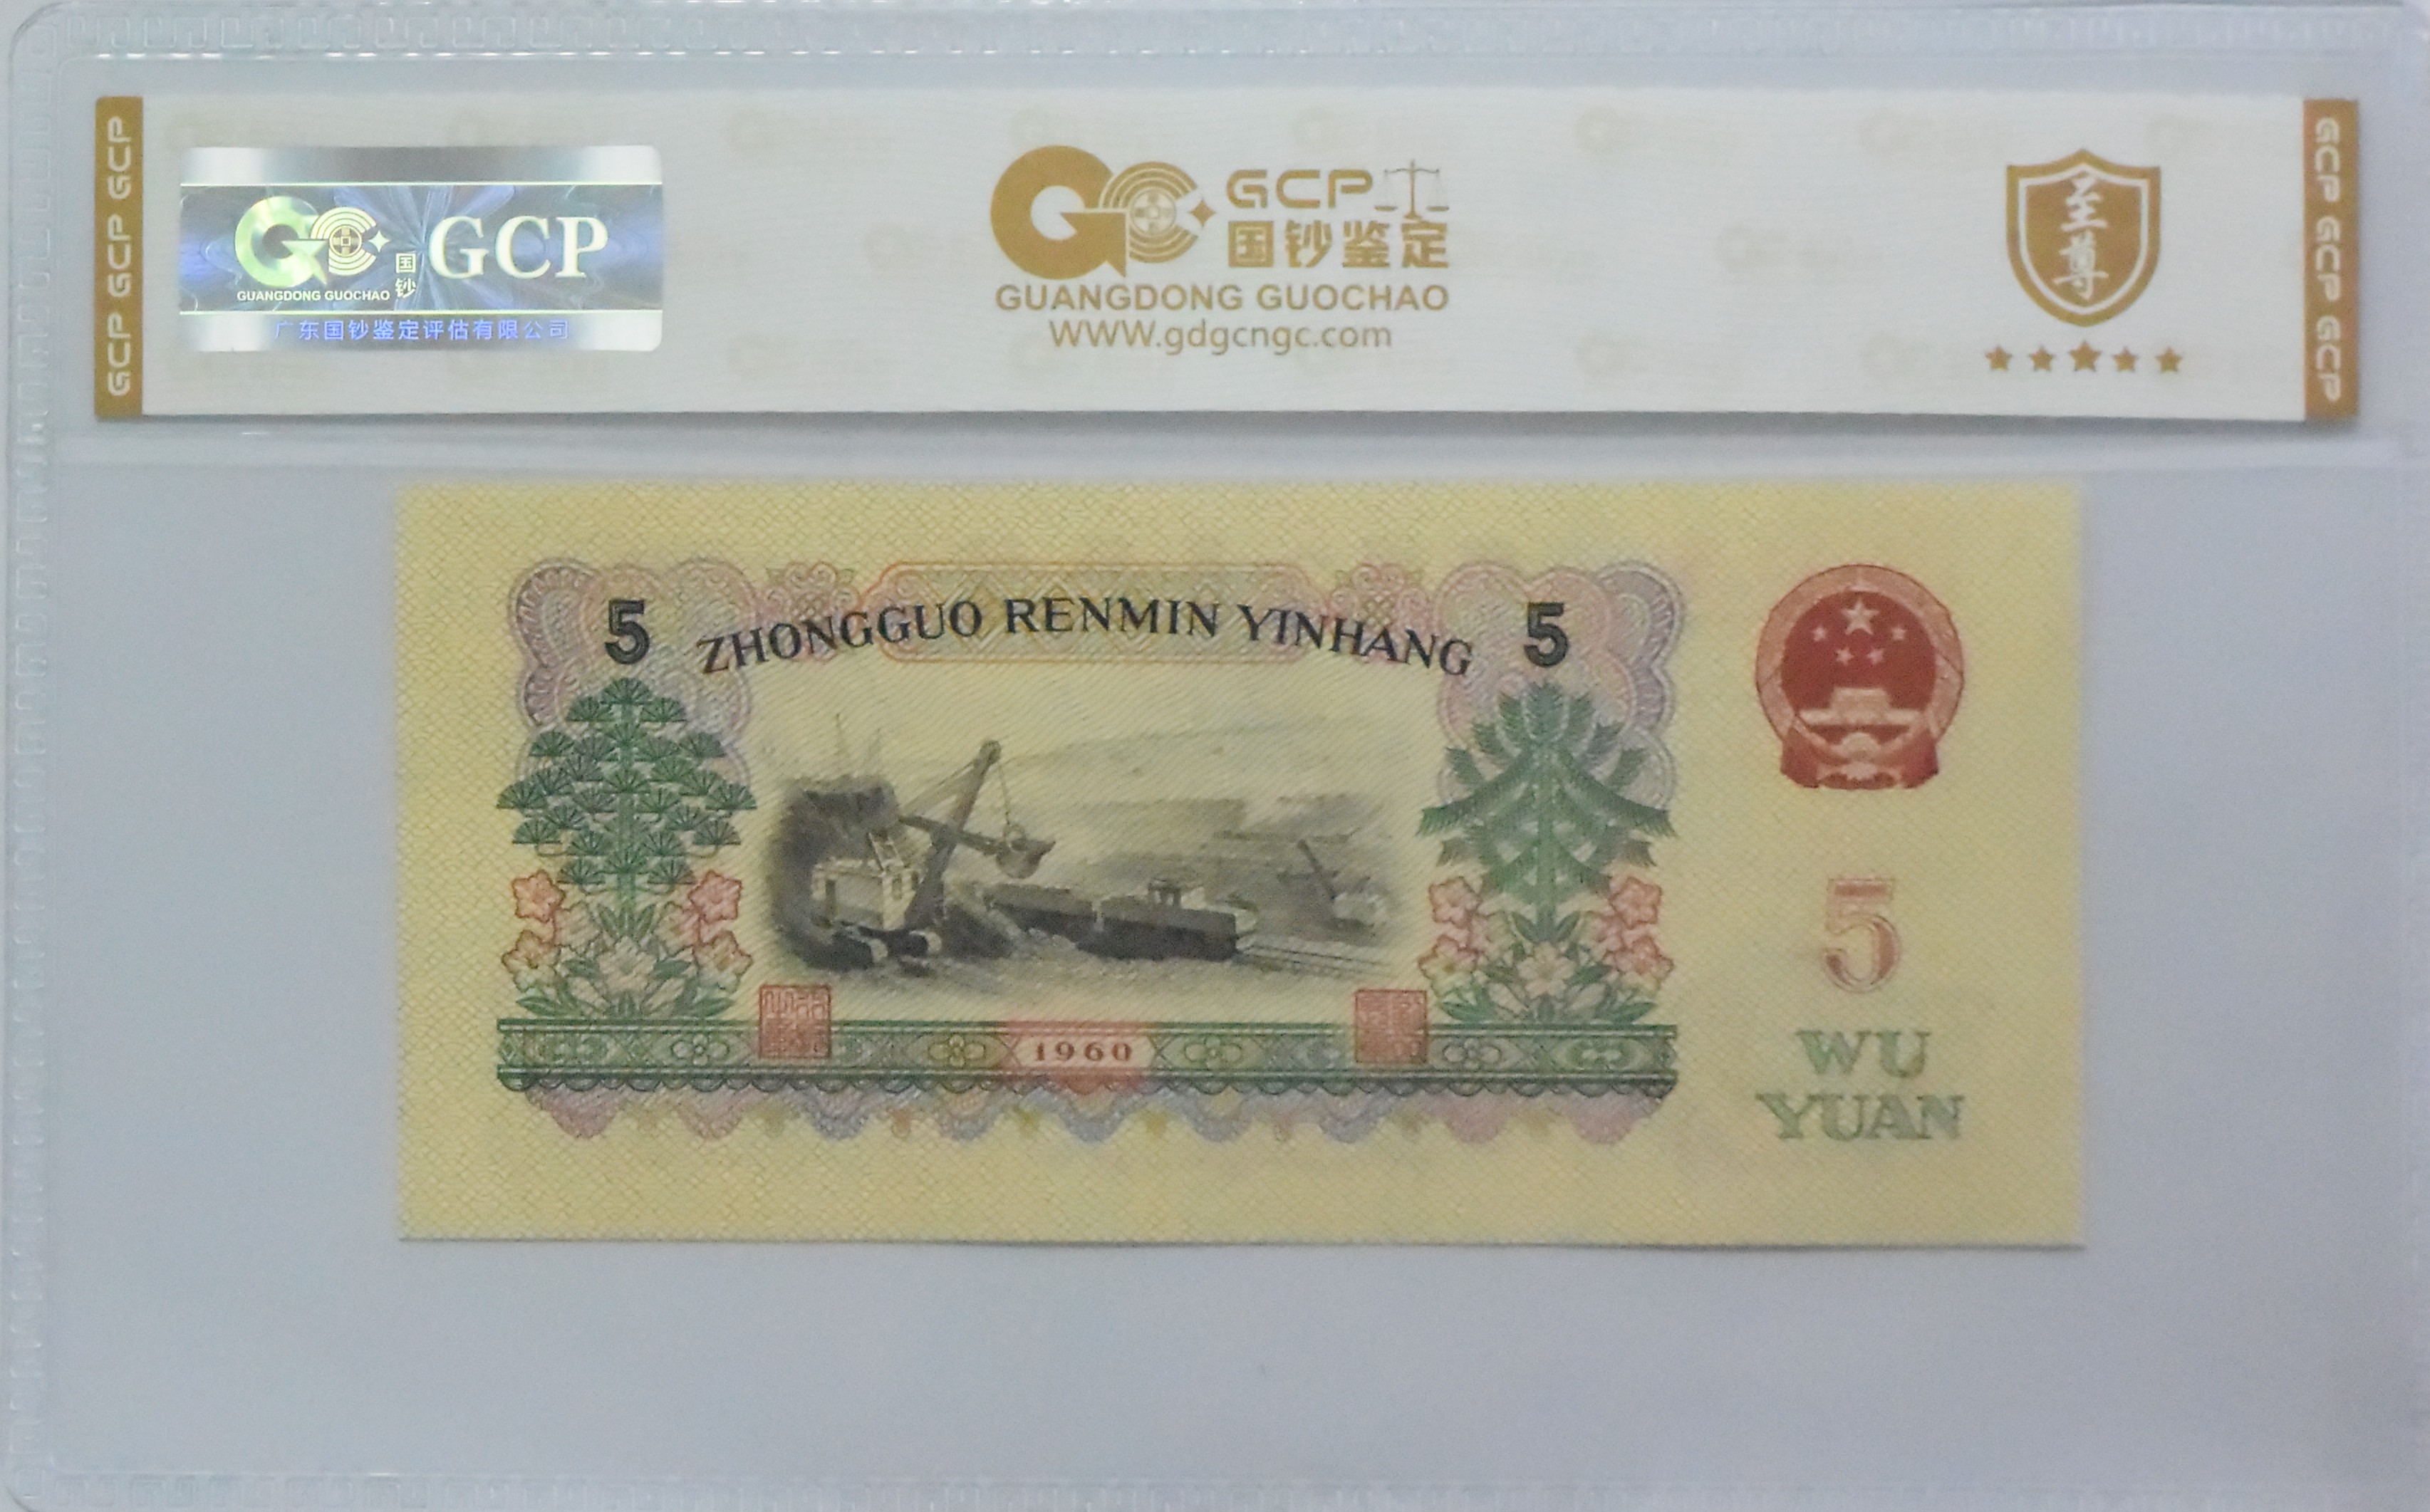 GCP GCP GCP
GUANGDONG GUOCHAO
国钞
GCP
广东国钞鉴定评估有限公司
GCP
国钞鉴定
GUANGDONG GUOCHAO
WWW.gdgcngc.com
至尊
GCP GCP GCP
5 ZHONGGUO RENMIN YINHANG 5
1960
5
WU
YUAN